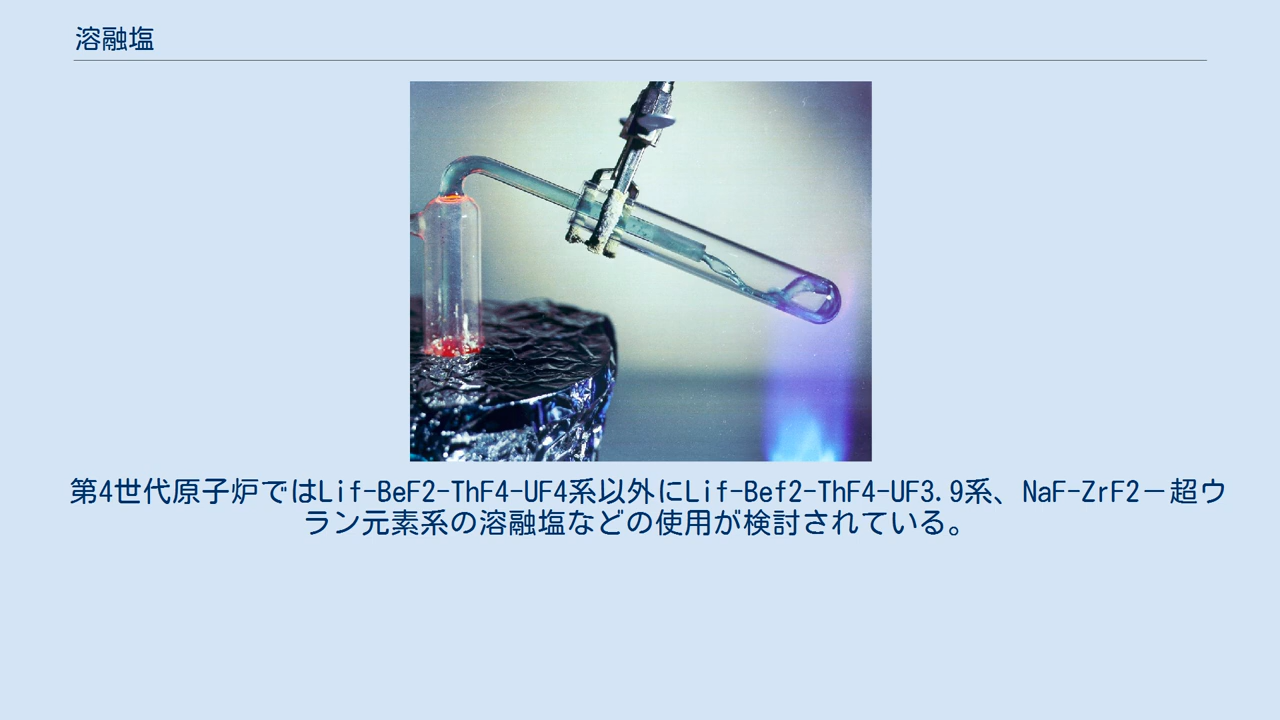 溶融塩
第4世代原子炉ではLif-BeF2-ThF4-UF4系以外にLif-Bef2-ThF4-UF3.9系、NaF-ZrF2－超ウ
ラン元素系の溶融塩などの使用が検討されている。